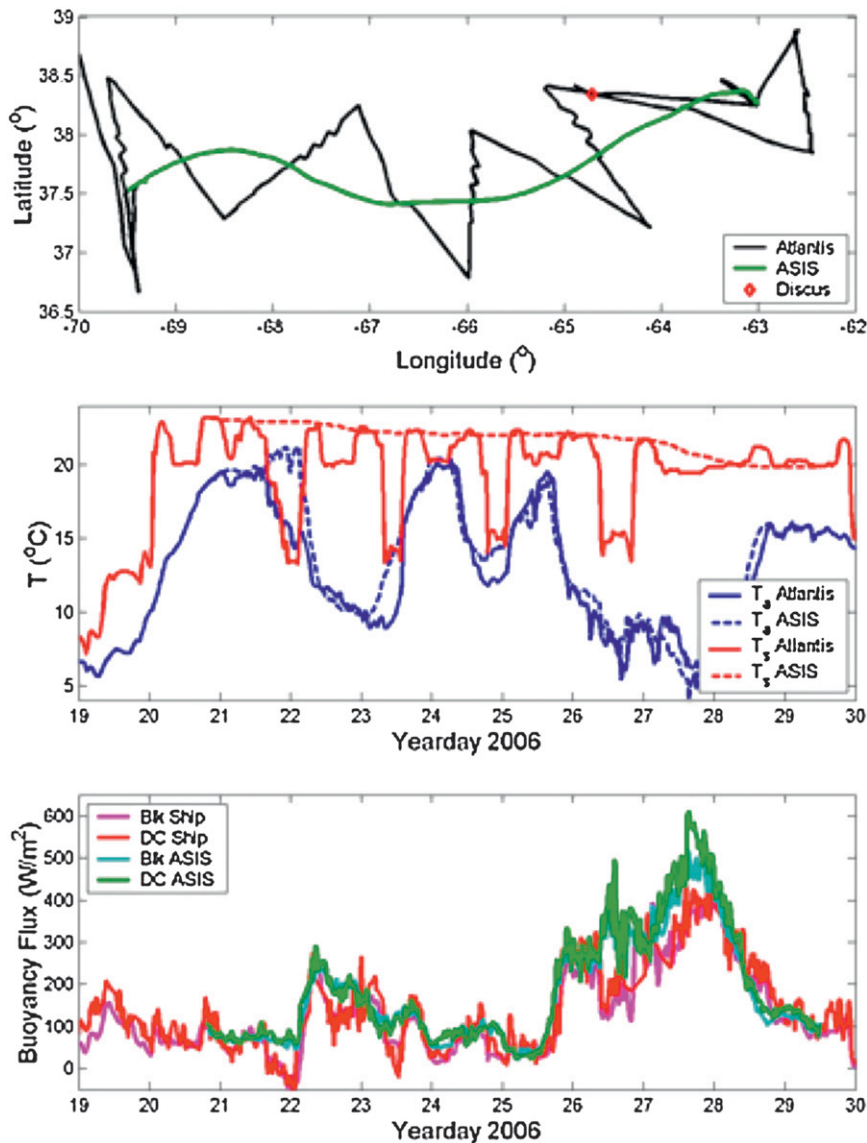 39
38.5
38
37.5
37
36.5
Latitude (°)
Atlantis
ASIS
Discus
-70 -69 -68 -67 -66 -65 -64 -63 -62
Longitude (°)
20
15
10
5
T (°C)
Ta Atlantis
Ta ASIS
Ts Atlantis
Ts ASIS
19 20 21 22 23 24 25 26 27 28 29 30
Yearday 2006
600
500
400
300
200
100
0
Buoyancy Flux (W/m²)
Blk Ship
DC Ship
Blk ASIS
DC ASIS
19 20 21 22 23 24 25 26 27 28 29 30
Yearday 2006